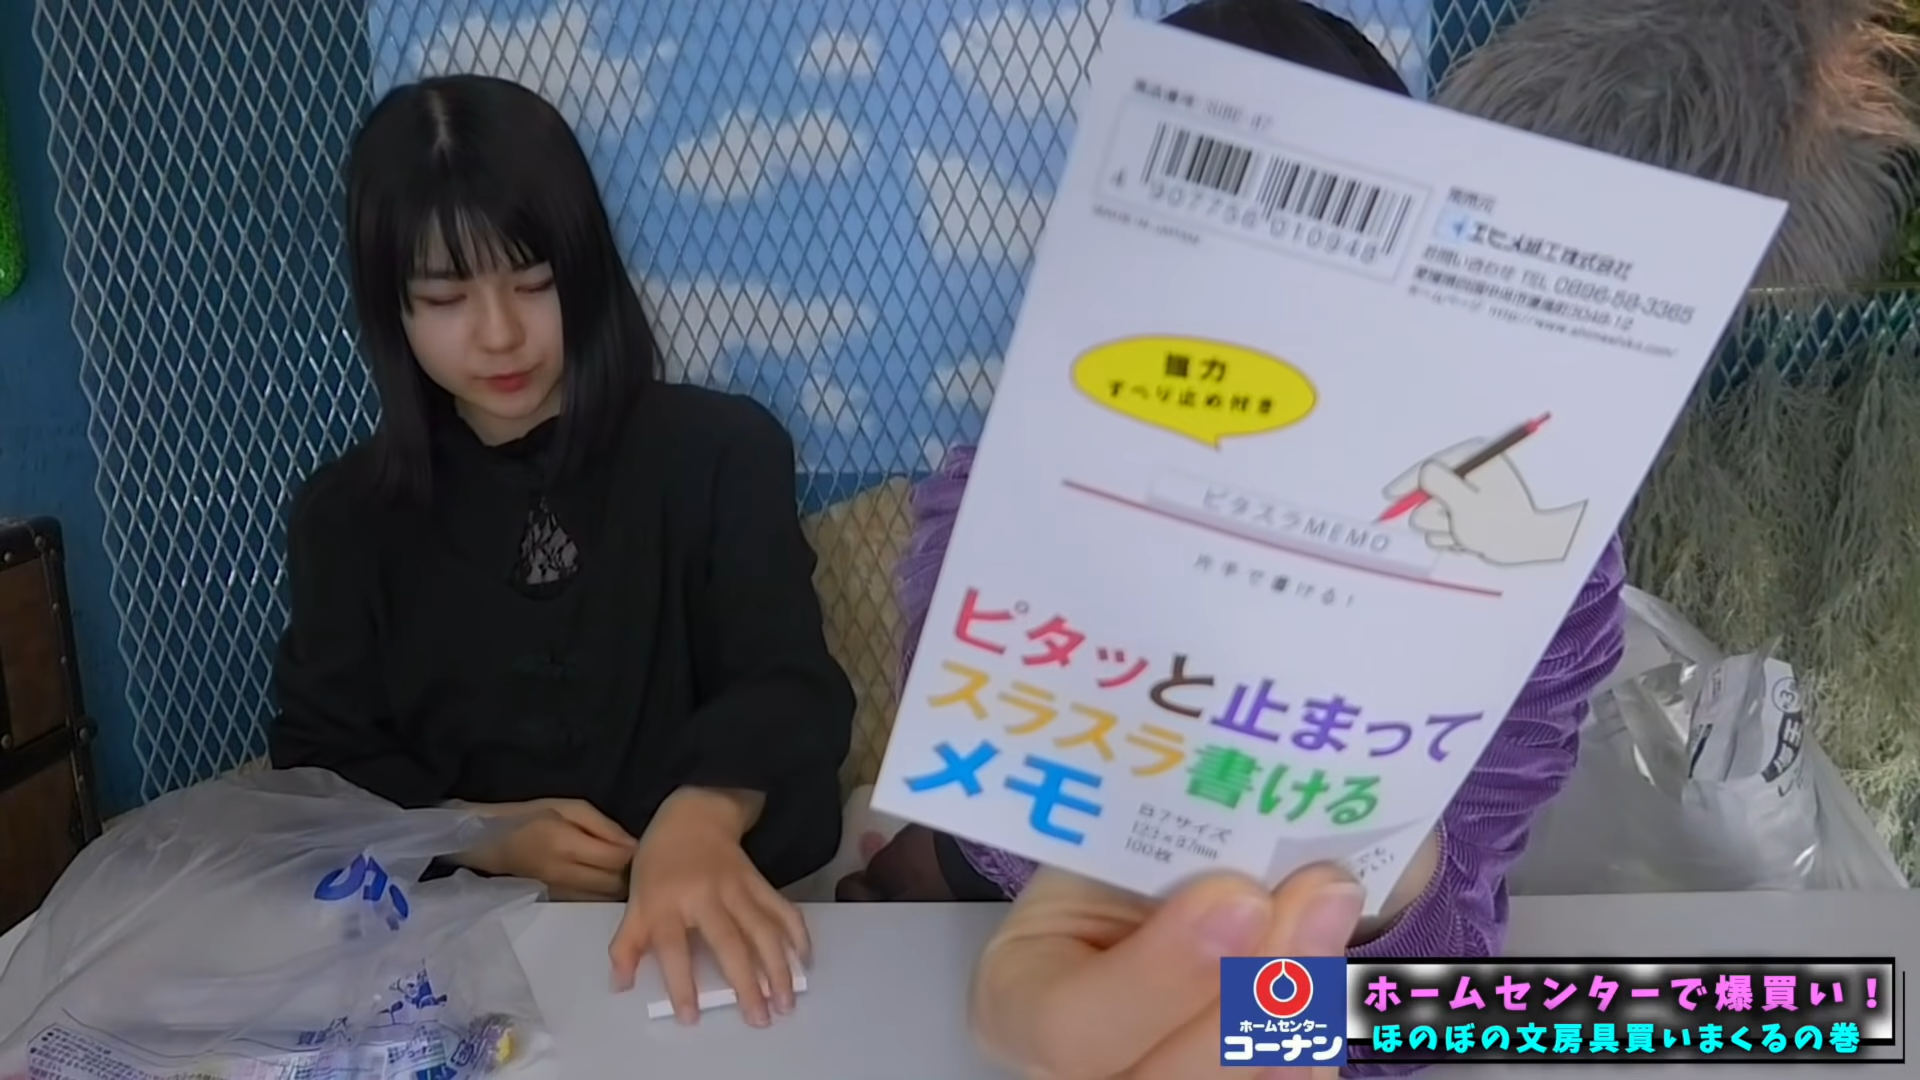 4 907758 010948
発売元
エヒメ紙工株式会社
お問い合わせ TEL 0896-58-3365
強力
すべり止め付き
ピタスラMEMO
片手で書ける！
ピタッと止まって
スラスラ書ける
メモ
B7サイズ
100枚
ホームセンター
コーナン
ホームセンターで爆買い！
ほのぼの文房具買いまくるの巻